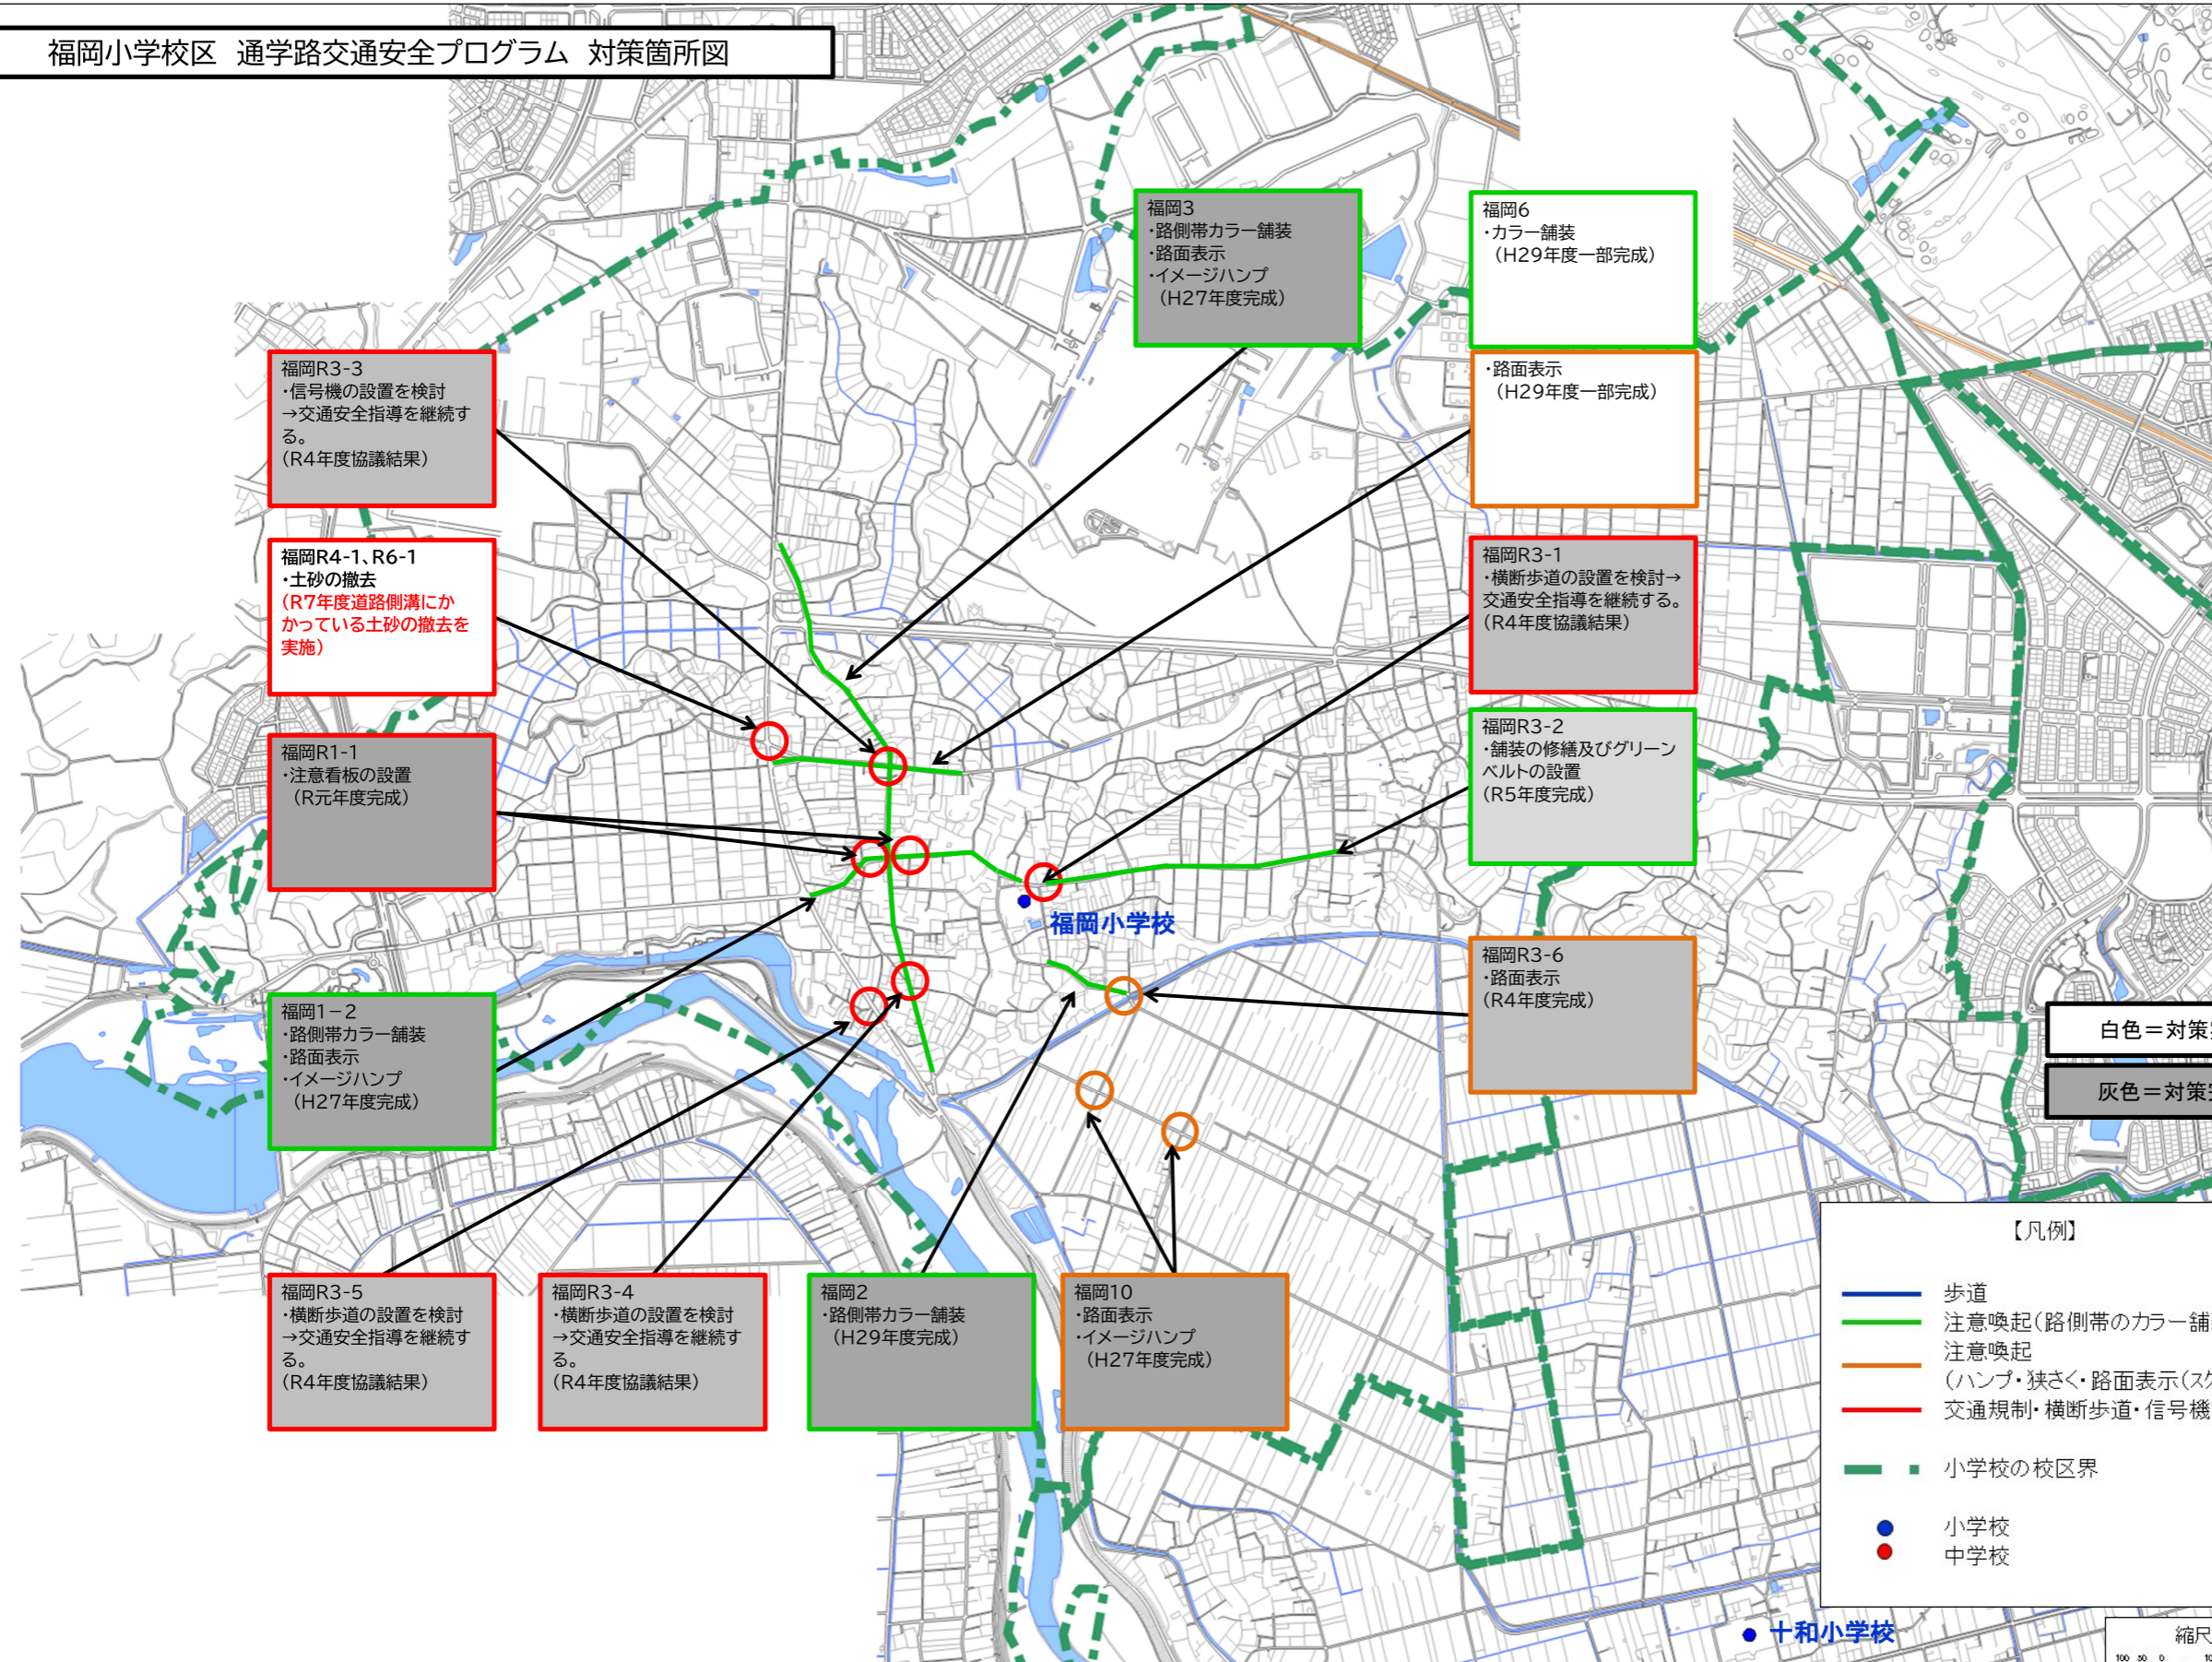 福岡小学校区 通学路交通安全プログラム 対策箇所図
福岡3
・路側帯カラー舗装
・路面表示
・イメージハンプ
（H27年度完成）
福岡6
・カラー舗装
（H29年度一部完成）
・路面表示
（H29年度一部完成）
福岡R3-3
・信号機の設置を検討
→交通安全指導を継続す
る。
(R4年度協議結果)
福岡R4-1、R6-1
・土砂の撤去
(R7年度道路側溝にか
かっている土砂の撤去を
実施)
福岡R3-1
・横断歩道の設置を検討→
交通安全指導を継続する。
(R4年度協議結果)
福岡R1-1
・注意看板の設置
（R元年度完成）
福岡R3-2
・舗装の修繕及びグリーン
ベルトの設置
(R5年度完成)
福岡小学校
福岡R3-6
・路面表示
(R4年度完成)
福岡1－2
・路側帯カラー舗装
・路面表示
・イメージハンプ
（H27年度完成）
白色＝対策
灰色＝対策
福岡R3-5
・横断歩道の設置を検討
→交通安全指導を継続す
る。
(R4年度協議結果)
福岡R3-4
・横断歩道の設置を検討
→交通安全指導を継続す
る。
(R4年度協議結果)
福岡2
・路側帯カラー舗装
（H29年度完成）
福岡10
・路面表示
・イメージハンプ
（H27年度完成）
【凡例】
歩道
注意喚起（路側帯のカラー舗
注意喚起
（ハンプ・狭さく・路面表示（ス
交通規制・横断歩道・信号機
小学校の校区界
小学校
中学校
十和小学校
縮尺
100 50 0